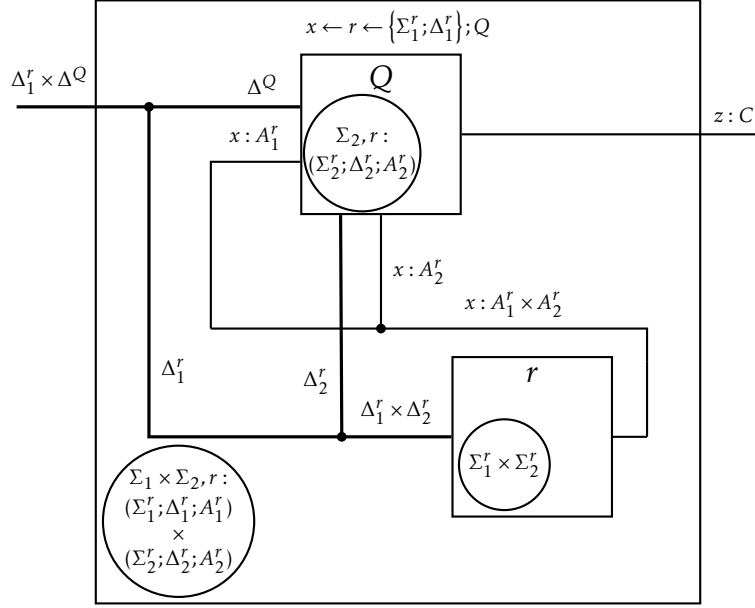 x ← r ← {Σ₁ʳ;Δ₁ʳ};Q
Δ₁ʳ × Δ^Q
Δ^Q
Q
z : C
x : A₁ʳ
Σ₂,r :
(Σ₂ʳ;Δ₂ʳ;A₂ʳ)
x : A₂ʳ
x : A₁ʳ × A₂ʳ
Δ₁ʳ
Δ₂ʳ
Δ₁ʳ × Δ₂ʳ
r
Σ₁ʳ × Σ₂ʳ
Σ₁ × Σ₂,r :
(Σ₁ʳ;Δ₁ʳ;A₁ʳ)
×
(Σ₂ʳ;Δ₂ʳ;A₂ʳ)